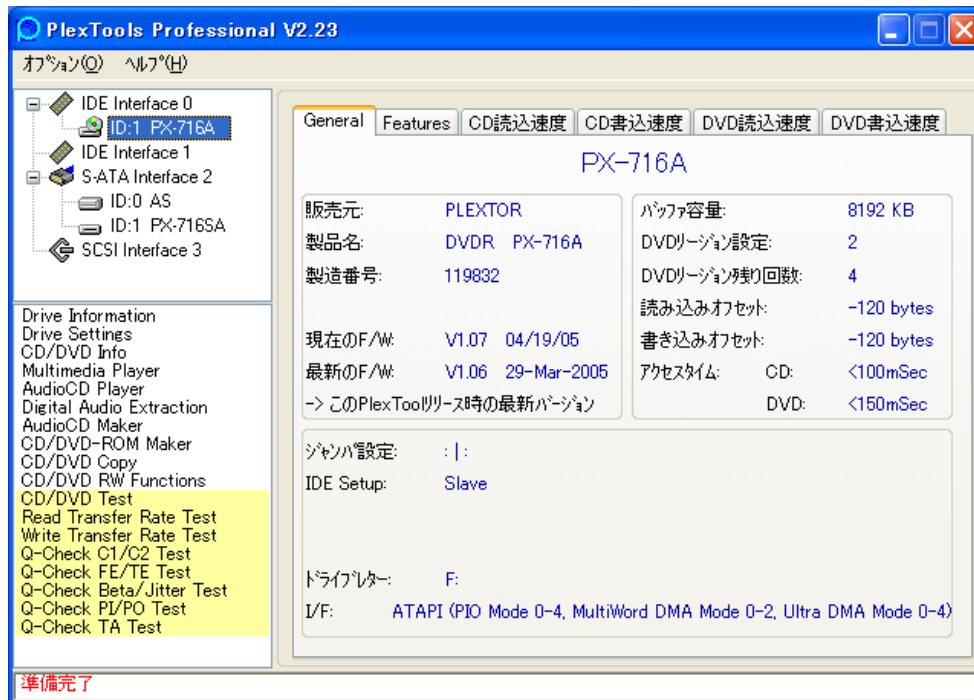 PlexTools Professional V2.23
オプション(O) ヘルプ(H)
IDE Interface 0
ID:1 PX-716A
IDE Interface 1
S-ATA Interface 2
ID:0 AS
ID:1 PX-716SA
SCSI Interface 3
Drive Information
Drive Settings
CD/DVD Info
Multimedia Player
AudioCD Player
Digital Audio Extraction
AudioCD Maker
CD/DVD-ROM Maker
CD/DVD Copy
CD/DVD RW Functions
CD/DVD Test
Read Transfer Rate Test
Write Transfer Rate Test
Q-Check C1/C2 Test
Q-Check FE/TE Test
Q-Check Beta/Jitter Test
Q-Check PI/PO Test
Q-Check TA Test
General Features CD読込速度 CD書込速度 DVD読込速度 DVD書込速度
PX-716A
販売元: PLEXTOR
製品名: DVDR PX-716A
製造番号: 119832
現在のF/W: V1.07 04/19/05
最新のF/W: V1.06 29-Mar-2005
-> このPlexToolリリース時の最新バージョン
バッファ容量: 8192 KB
DVDリージョン設定: 2
DVDリージョン残り回数: 4
読み込みオフセット: -120 bytes
書き込みオフセット: -120 bytes
アクセスタイム: CD: <100mSec
DVD: <150mSec
ジャンパ設定: :|:
IDE Setup: Slave
ドライブレター: F:
I/F: ATAPI (PIO Mode 0-4, MultiWord DMA Mode 0-2, Ultra DMA Mode 0-4)
準備完了